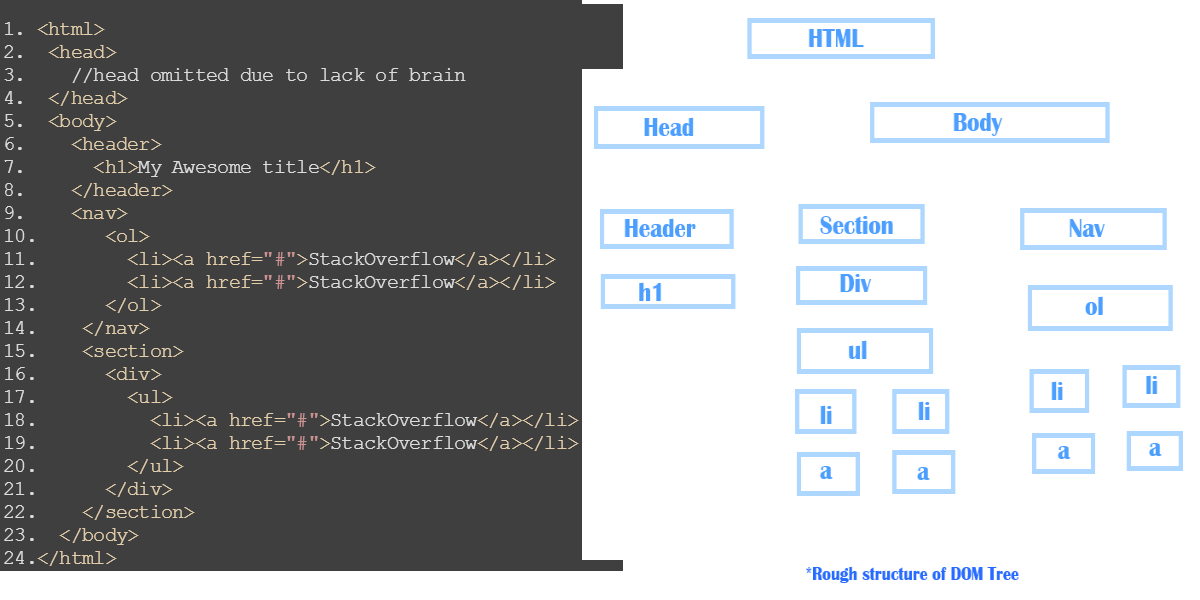 1. <html>
2. <head>
3. //head omitted due to lack of brain
4. </head>
5. <body>
6. <header>
7. <h1>My Awesome title</h1>
8. </header>
9. <nav>
10. <ol>
11. <li><a href="#">StackOverflow</a></li>
12. <li><a href="#">StackOverflow</a></li>
13. </ol>
14. </nav>
15. <section>
16. <div>
17. <ul>
18. <li><a href="#">StackOverflow</a></li>
19. <li><a href="#">StackOverflow</a></li>
20. </ul>
21. </div>
22. </section>
23. </body>
24.</html>
HTML
Head Body
Header Section Nav
h1 Div ol
ul
li li li li
a a a a
*Rough structure of DOM Tree